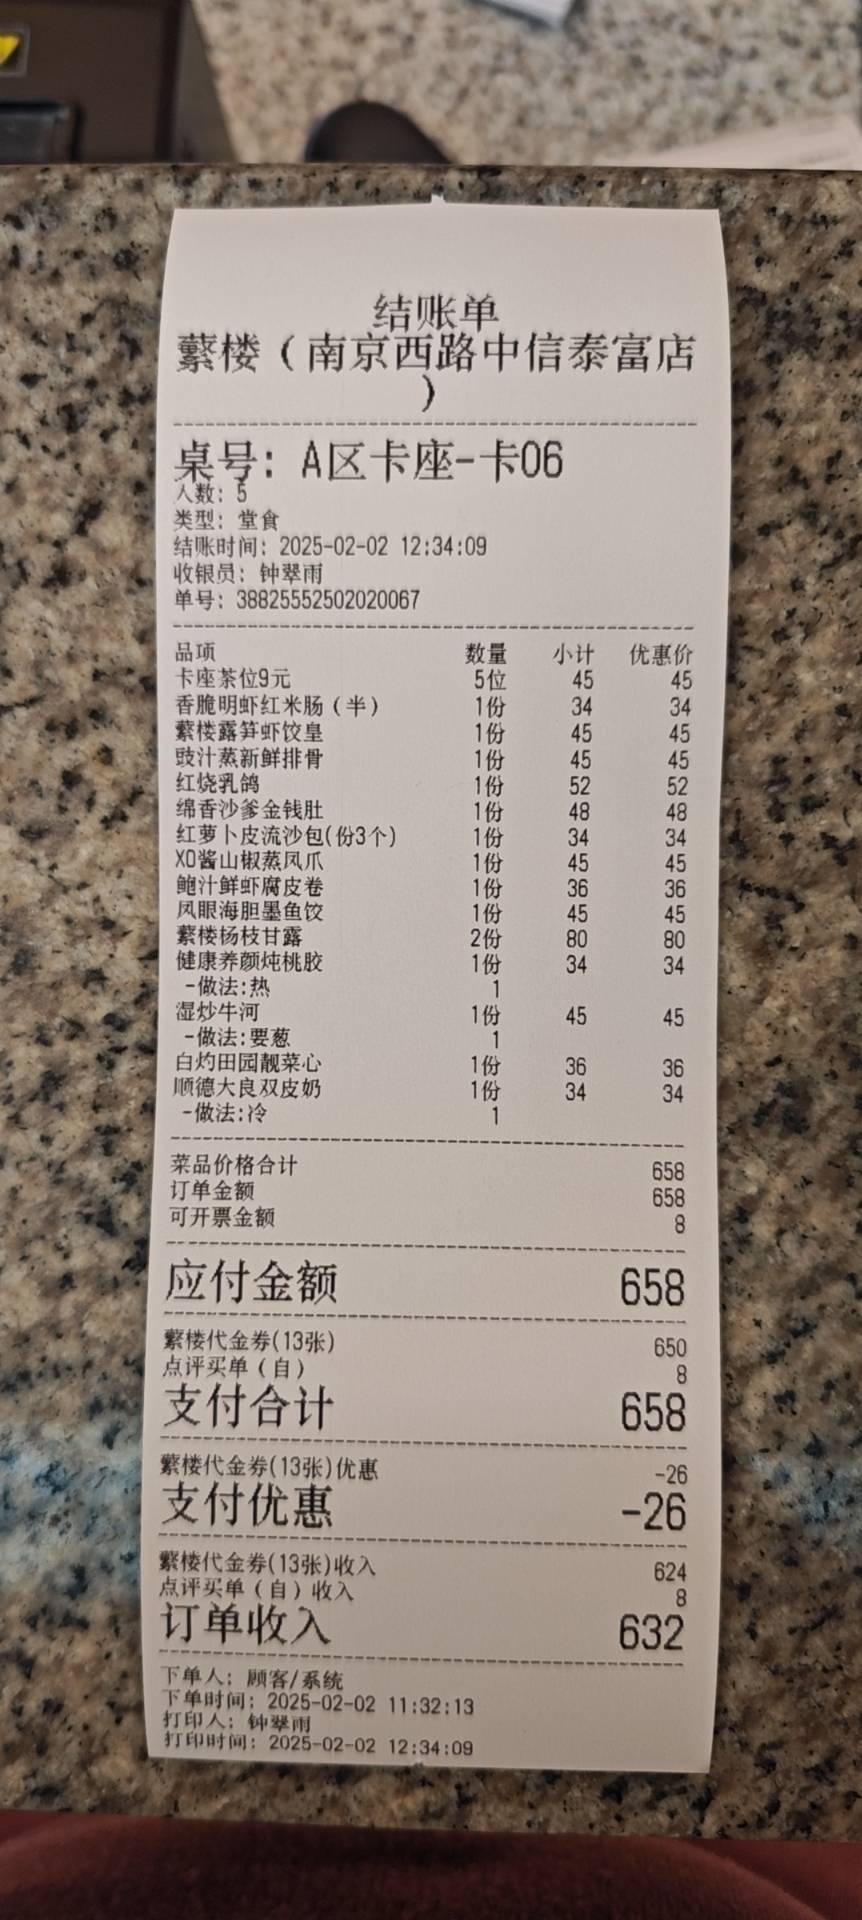 结账单
蘩楼（南京西路中信泰富店
）
桌号: A区卡座-卡06
人数: 5
类型: 堂食
结账时间: 2025-02-02 12:34:09
收银员: 钟翠雨
单号: 38825552502020067
品项 数量 小计 优惠价
卡座茶位9元 5位 45 45
香脆明虾红米肠（半） 1份 34 34
蘩楼露笋虾饺皇 1份 45 45
豉汁蒸新鲜排骨 1份 45 45
红烧乳鸽 1份 52 52
绵香沙爹金钱肚 1份 48 48
红萝卜皮流沙包(份3个) 1份 34 34
XO酱山椒蒸凤爪 1份 45 45
鲍汁鲜虾腐皮卷 1份 36 36
凤眼海胆墨鱼饺 1份 45 45
蘩楼杨枝甘露 2份 80 80
健康养颜炖桃胶 1份 34 34
-做法:热 1
湿炒牛河 1份 45 45
-做法:要葱 1
白灼田园靓菜心 1份 36 36
顺德大良双皮奶 1份 34 34
-做法:冷 1
菜品价格合计 658
订单金额 658
可开票金额 8
应付金额 658
蘩楼代金券(13张) 650
点评买单（自） 8
支付合计 658
蘩楼代金券(13张)优惠 -26
支付优惠 -26
蘩楼代金券(13张)收入 624
点评买单（自）收入 8
订单收入 632
下单人: 顾客/系统
下单时间: 2025-02-02 11:32:13
打印人: 钟翠雨
打印时间: 2025-02-02 12:34:09